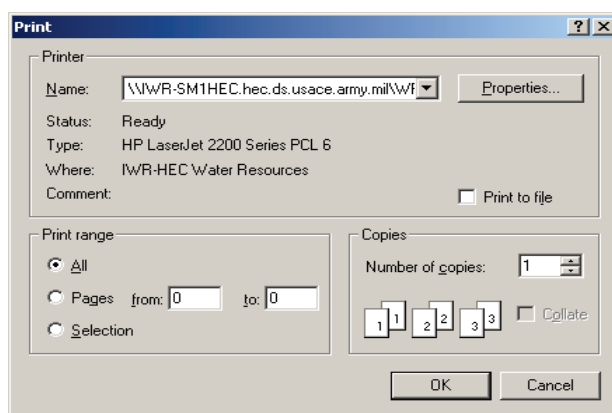 Print
Printer
Name: \\IWR-SM1HEC.hec.ds.usace.army.mil\WF Properties...
Status: Ready
Type: HP LaserJet 2200 Series PCL 6
Where: IWR-HEC Water Resources
Comment: Print to file
Print range
All
Pages from: 0 to: 0
Selection
Copies
Number of copies: 1
1 1 2 2 3 3 Collate
OK Cancel